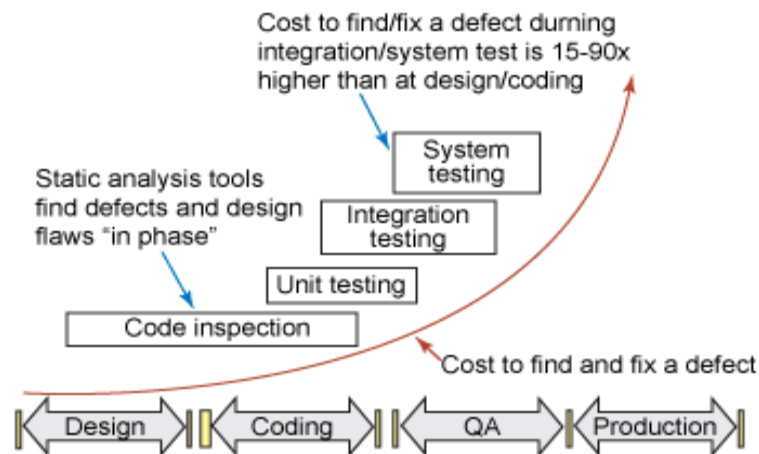 Cost to find/fix a defect durning
integration/system test is 15-90x
higher than at design/coding
System
testing
Static analysis tools
find defects and design
flaws “in phase”
Integration
testing
Unit testing
Code inspection
Cost to find and fix a defect
Design
Coding
QA
Production